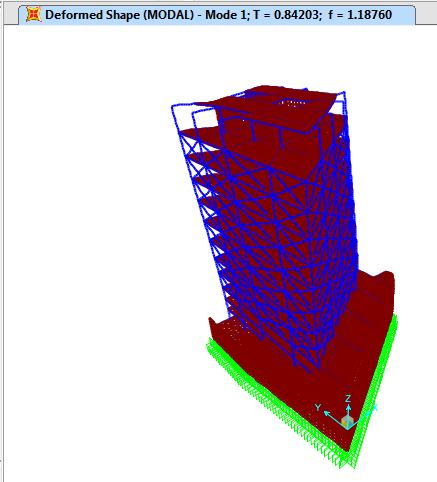 Deformed Shape (MODAL) - Mode 1; T = 0.84203;  f = 1.18760
Z
Y
X